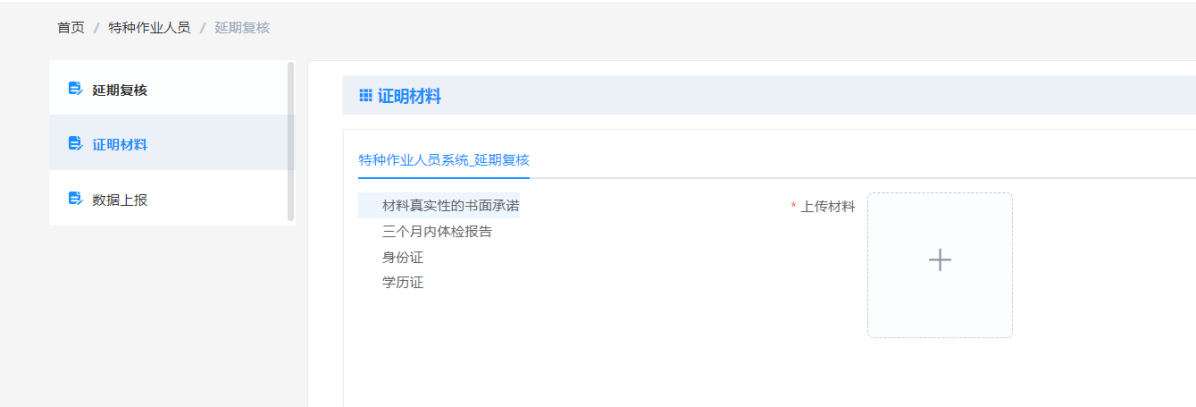 首页 / 特种作业人员 / 延期复核
延期复核
证明材料
数据上报
证明材料
特种作业人员系统_延期复核
材料真实性的书面承诺
三个月内体检报告
身份证
学历证
* 上传材料